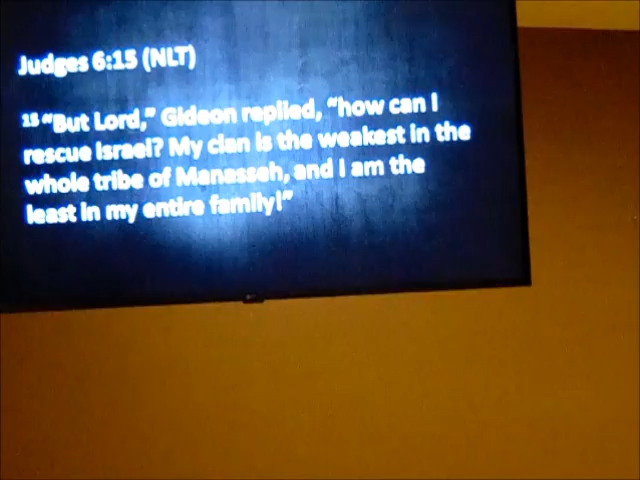 Judges 6:15 (NLT)
15 “But Lord,” Gideon replied, “how can I
rescue Israel? My clan is the weakest in the
whole tribe of Manasseh, and I am the
least in my entire family!”